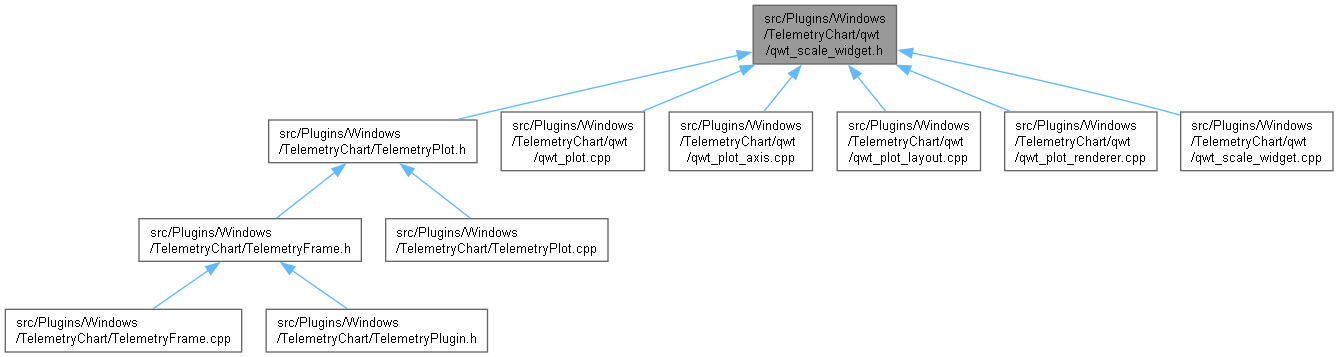 src/Plugins/Windows
/TelemetryChart/qwt
/qwt_scale_widget.h
src/Plugins/Windows
/TelemetryChart/TelemetryPlot.h
src/Plugins/Windows
/TelemetryChart/qwt
/qwt_plot.cpp
src/Plugins/Windows
/TelemetryChart/qwt
/qwt_plot_axis.cpp
src/Plugins/Windows
/TelemetryChart/qwt
/qwt_plot_layout.cpp
src/Plugins/Windows
/TelemetryChart/qwt
/qwt_plot_renderer.cpp
src/Plugins/Windows
/TelemetryChart/qwt
/qwt_scale_widget.cpp
src/Plugins/Windows
/TelemetryChart/TelemetryFrame.h
src/Plugins/Windows
/TelemetryChart/TelemetryPlot.cpp
src/Plugins/Windows
/TelemetryChart/TelemetryFrame.cpp
src/Plugins/Windows
/TelemetryChart/TelemetryPlugin.h